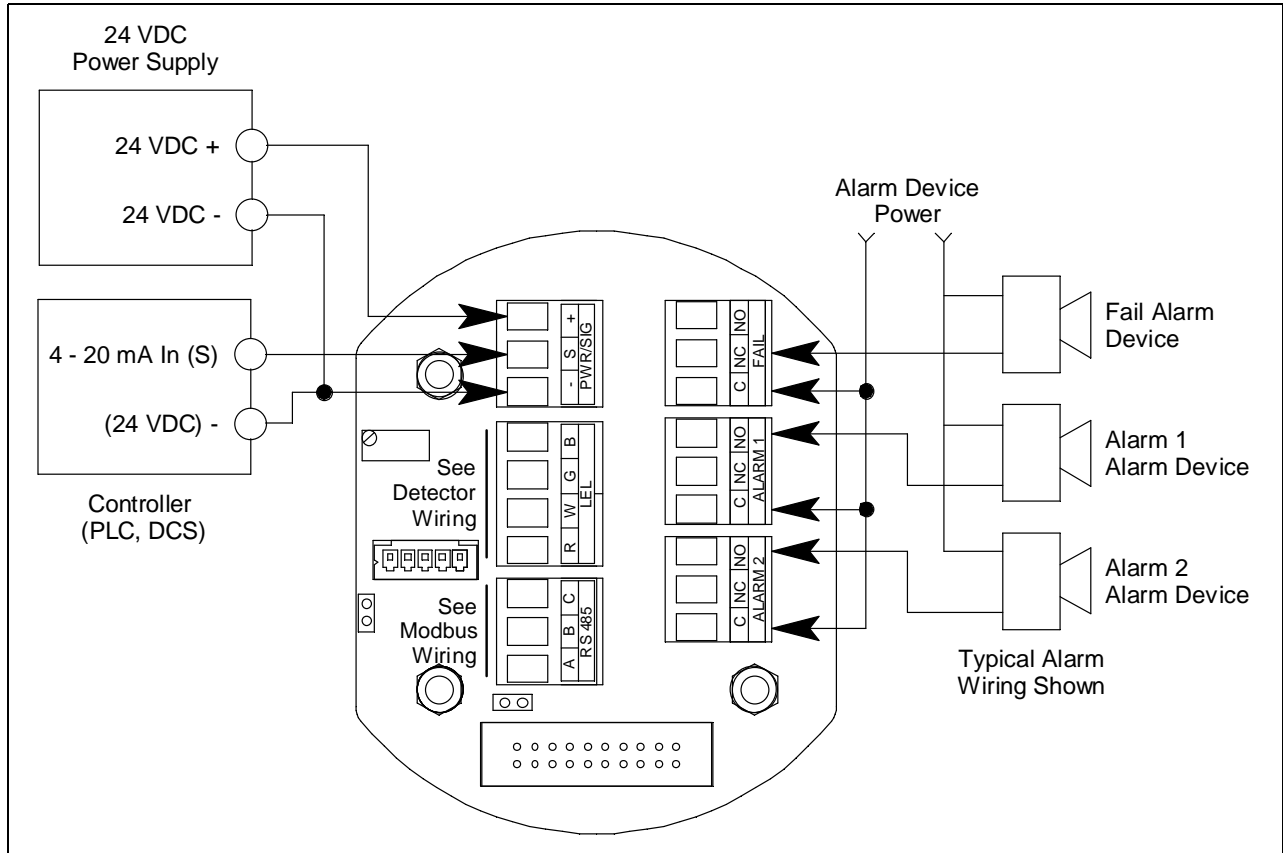 24 VDC
Power Supply
24 VDC +
24 VDC -
4 - 20 mA In (S)
(24 VDC) -
Controller
(PLC, DCS)
- S +
PWR/SIG
See
Detector
Wiring
R W G B
LEL
See
Modbus
Wiring
A B C
RS 485
C NC NO
FAIL
C NC NO
ALARM 1
C NC NO
ALARM 2
Alarm Device
Power
Fail Alarm
Device
Alarm 1
Alarm Device
Alarm 2
Alarm Device
Typical Alarm
Wiring Shown